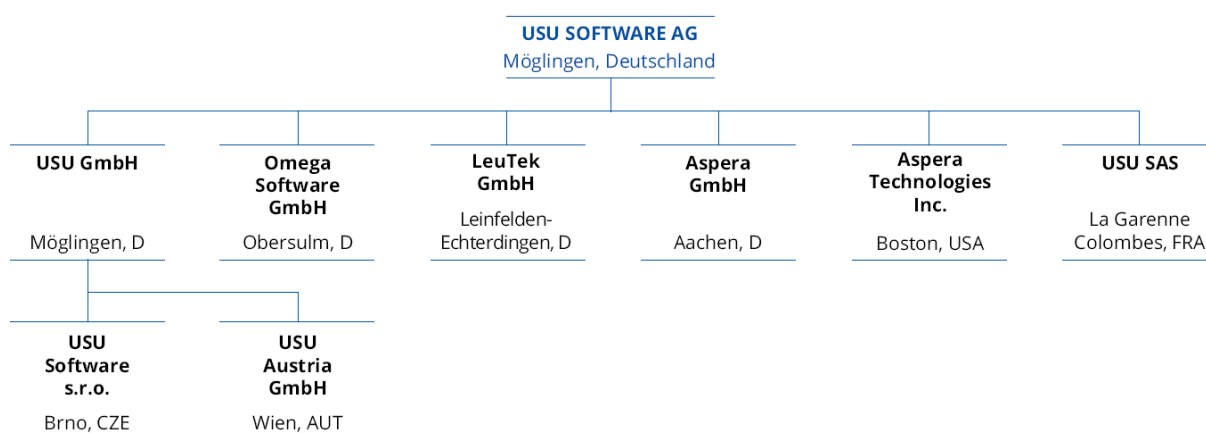 USU SOFTWARE AG
Möglingen, Deutschland
USU GmbH
Möglingen, D
Omega
Software
GmbH
Obersulm, D
LeuTek
GmbH
Leinfelden-
Echterdingen, D
Aspera
GmbH
Aachen, D
Aspera
Technologies
Inc.
Boston, USA
USU SAS
La Garenne
Colombes, FRA
USU
Software
s.r.o.
Brno, CZE
USU
Austria
GmbH
Wien, AUT